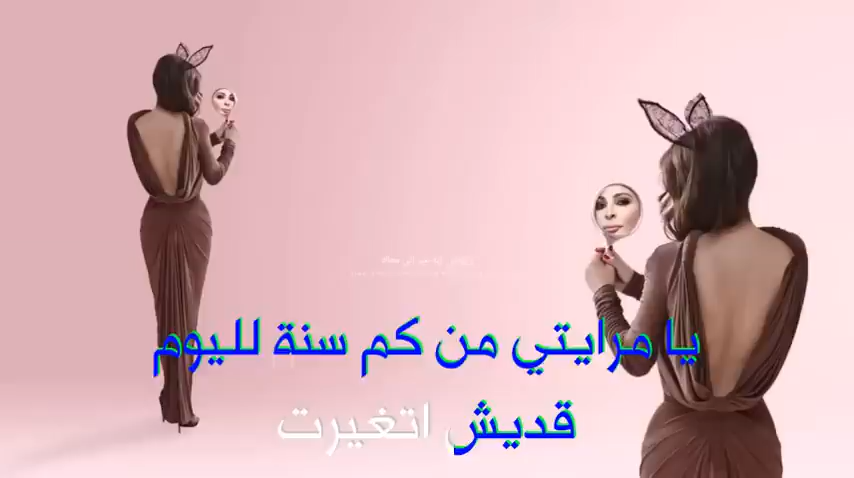 يا مرايتي من كم سنة لليوم
قديش اتغيرت